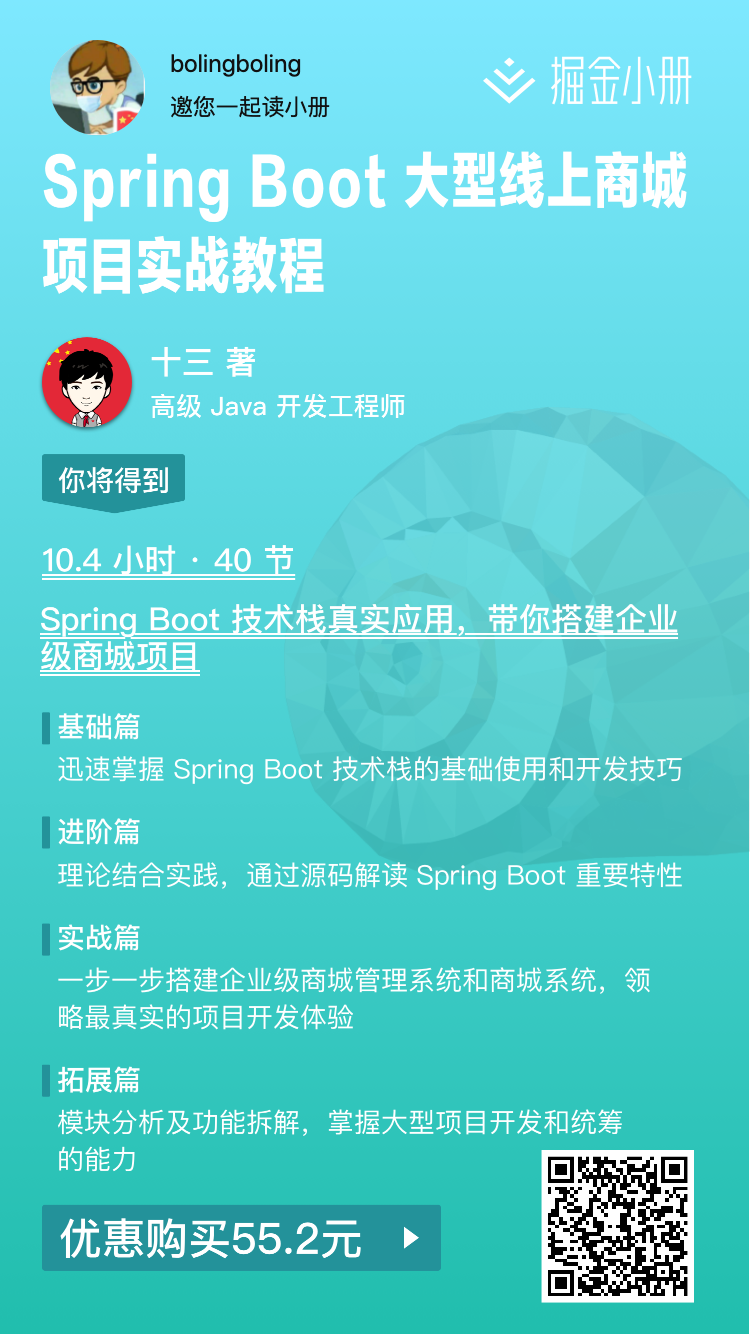 bolingboling
邀您一起读小册
掘金小册
Spring Boot 大型线上商城
项目实战教程
十三 著
高级 Java 开发工程师
你将得到
10.4 小时 · 40 节
Spring Boot 技术栈真实应用，带你搭建企业
级商城项目
基础篇
迅速掌握 Spring Boot 技术栈的基础使用和开发技巧
进阶篇
理论结合实践，通过源码解读 Spring Boot 重要特性
实战篇
一步一步搭建企业级商城管理系统和商城系统，领
略最真实的项目开发体验
拓展篇
模块分析及功能拆解，掌握大型项目开发和统筹
的能力
优惠购买55.2元